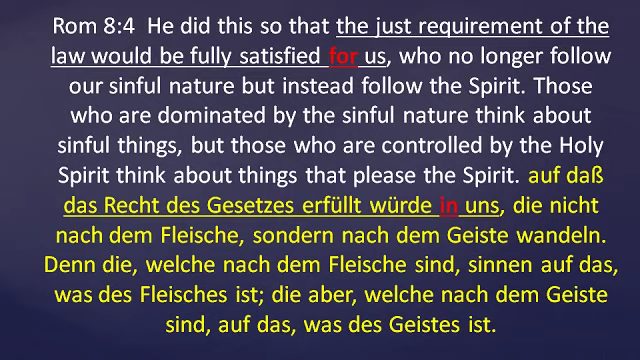 Rom 8:4  He did this so that the just requirement of the
law would be fully satisfied for us, who no longer follow
our sinful nature but instead follow the Spirit. Those
who are dominated by the sinful nature think about
sinful things, but those who are controlled by the Holy
Spirit think about things that please the Spirit. auf daß
das Recht des Gesetzes erfüllt würde in uns, die nicht
nach dem Fleische, sondern nach dem Geiste wandeln.
Denn die, welche nach dem Fleische sind, sinnen auf das,
was des Fleisches ist; die aber, welche nach dem Geiste
sind, auf das, was des Geistes ist.